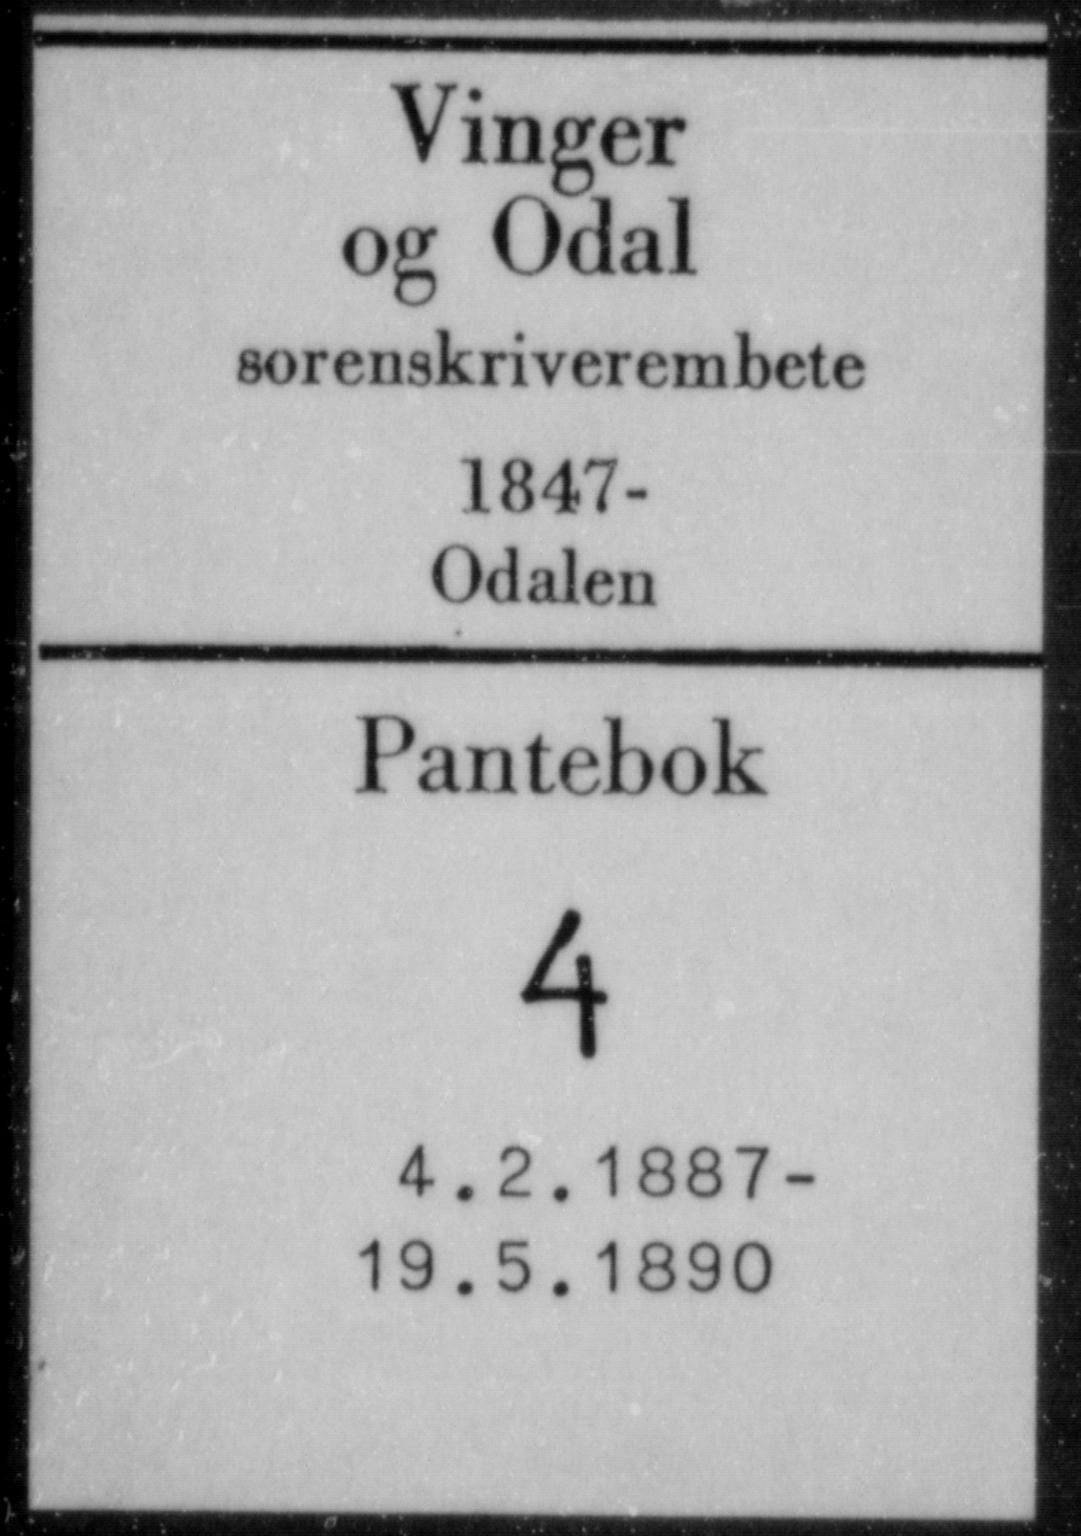 Vinger
og Odal
sorenskriverembete
1847-
Odalen
Pantebok
4
4.2.1887-
19.5.1890